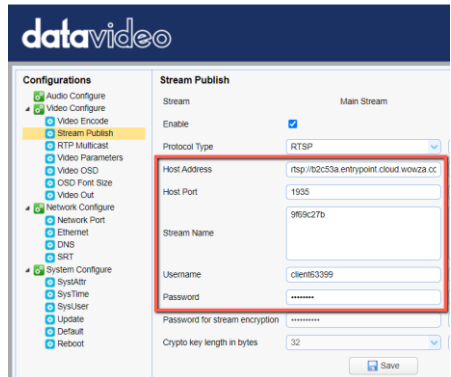 datavideo
Configurations
Audio Configure
Video Configure
Video Encode
Stream Publish
RTP Multicast
Video Parameters
Video OSD
OSD Font Size
Video Out
Network Configure
Network Port
Ethernet
DNS
SRT
System Configure
SystAttr
SysTime
SysUser
Update
Default
Reboot
Stream Publish
Stream Main Stream
Enable
Protocol Type RTSP
Host Address rtsp://b2c53a.entrypoint.cloud.wowza.cc
Host Port 1935
Stream Name 9f69c27b
Username client63399
Password ••••••••
Password for stream encryption ••••••••••
Crypto key length in bytes 32
Save